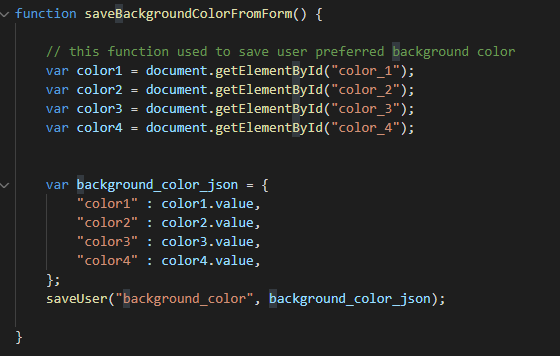 function saveBackgroundColorFromForm() {
// this function used to save user preferred background color
var color1 = document.getElementById("color_1");
var color2 = document.getElementById("color_2");
var color3 = document.getElementById("color_3");
var color4 = document.getElementById("color_4");
var background_color_json = {
"color1" : color1.value,
"color2" : color2.value,
"color3" : color3.value,
"color4" : color4.value,
};
saveUser("background_color", background_color_json);
}